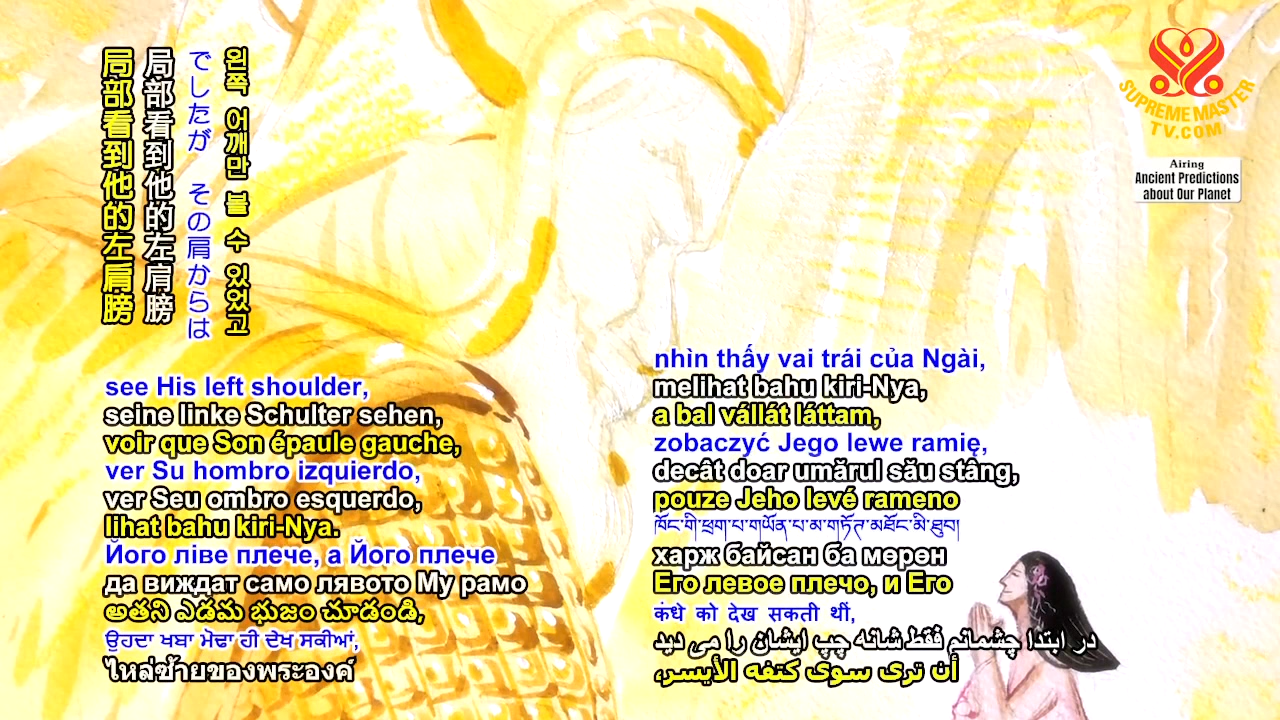 局部看到他的左肩膀
局部看到他的左肩膀
でしたが その肩からは
왼쪽 어깨만 볼 수 있었고
see His left shoulder,
seine linke Schulter sehen,
voir que Son épaule gauche,
ver Su hombro izquierdo,
ver Seu ombro esquerdo,
lihat bahu kiri-Nya.
Його ліве плече, а Його плече
да виждат само лявото Му рамо
అతని ఎడమ భుజం చూడండి,
ਉਹਦਾ ਖਬਾ ਮੋਢਾ ਹੀ ਦੇਖ ਸਕੀਆਂ,
ไหล่ซ้ายของพระองค์
nhìn thấy vai trái của Ngài,
melihat bahu kiri-Nya,
a bal vállát láttam,
zobaczyć Jego lewe ramię,
decât doar umărul său stâng,
pouze Jeho levé rameno
ཁོང་གི་ཕྲག་པ་གཡོན་པ་མ་གཏོཊ་མཐོང་མི་ཐུབ།
харж байсан ба мөрөн
Его левое плечо, и Его
कंधे को देख सकती थीं,
در ابتدا چشمانم فقط شانه چپ ایشان را می دید
أن ترى سوى كتفه الأيسر،
SUPREME MASTER
TV.COM
Airing
Ancient Predictions
about Our Planet